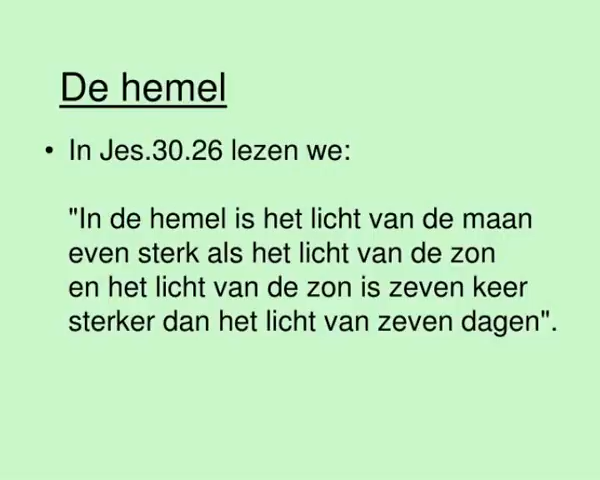 De hemel
• In Jes.30.26 lezen we:
"In de hemel is het licht van de maan
even sterk als het licht van de zon
en het licht van de zon is zeven keer
sterker dan het licht van zeven dagen".